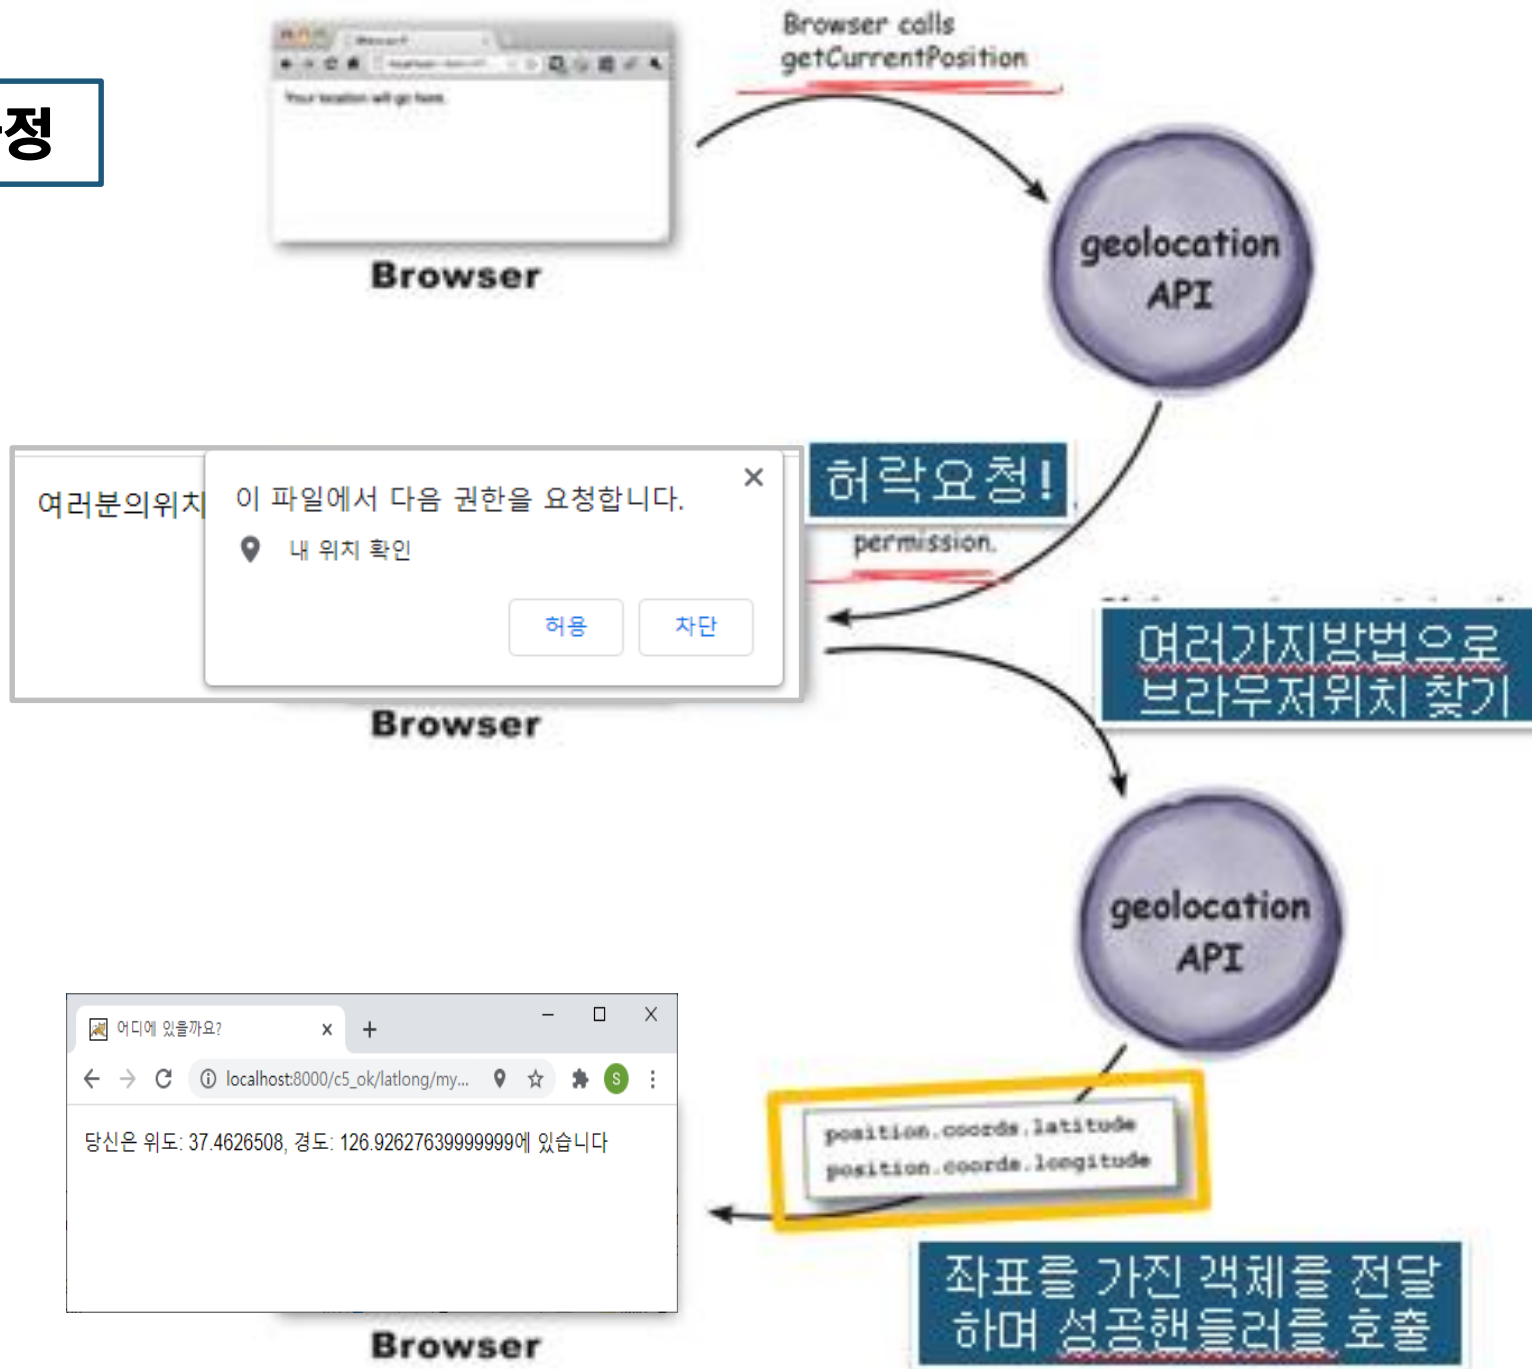 정
Browser calls
getCurrentPosition
Your location will go here.
Browser
geolocation
API
여러분의위치
이 파일에서 다음 권한을 요청합니다.
내 위치 확인
허용
차단
허락요청!
permission.
Browser
여러가지방법으로
브라우저위치 찾기
geolocation
API
어디에 있을까요?
localhost:8000/c5_ok/latlong/my...
S
당신은 위도: 37.4626508, 경도: 126.92627639999999에 있습니다
position.coords.latitude
position.coords.longitude
좌표를 가진 객체를 전달
하며 성공핸들러를 호출
Browser